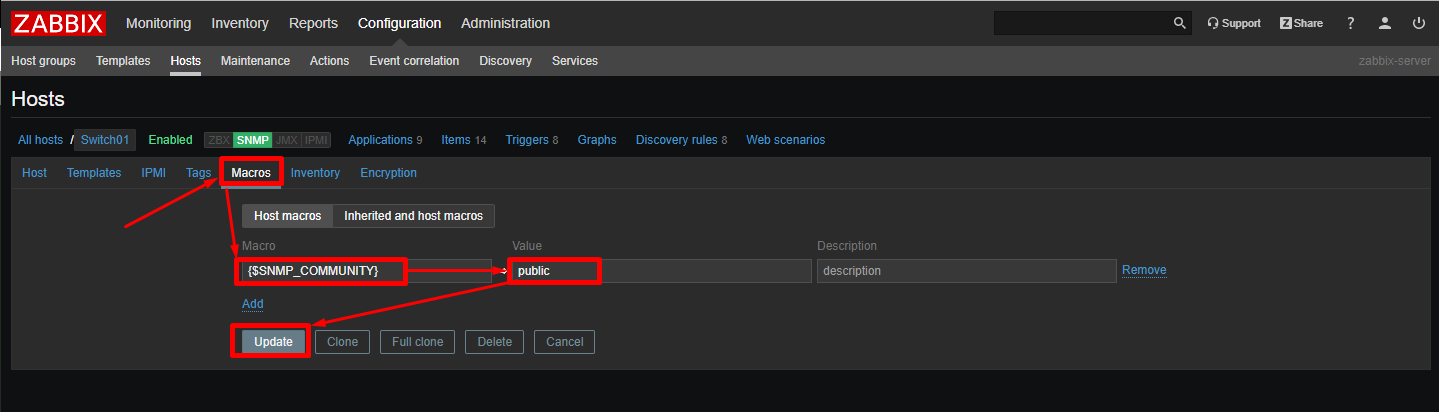 ZABBIX Monitoring Inventory Reports Configuration Administration Support Z Share ?
Host groups Templates Hosts Maintenance Actions Event correlation Discovery Services zabbix-server
Hosts
All hosts / Switch01 Enabled ZBX SNMP JMX IPMI Applications 9 Items 14 Triggers 8 Graphs Discovery rules 8 Web scenarios
Host Templates IPMI Tags Macros Inventory Encryption
Host macros Inherited and host macros
Macro Value Description
{$SNMP_COMMUNITY} ⇒ public description Remove
Add
Update Clone Full clone Delete Cancel